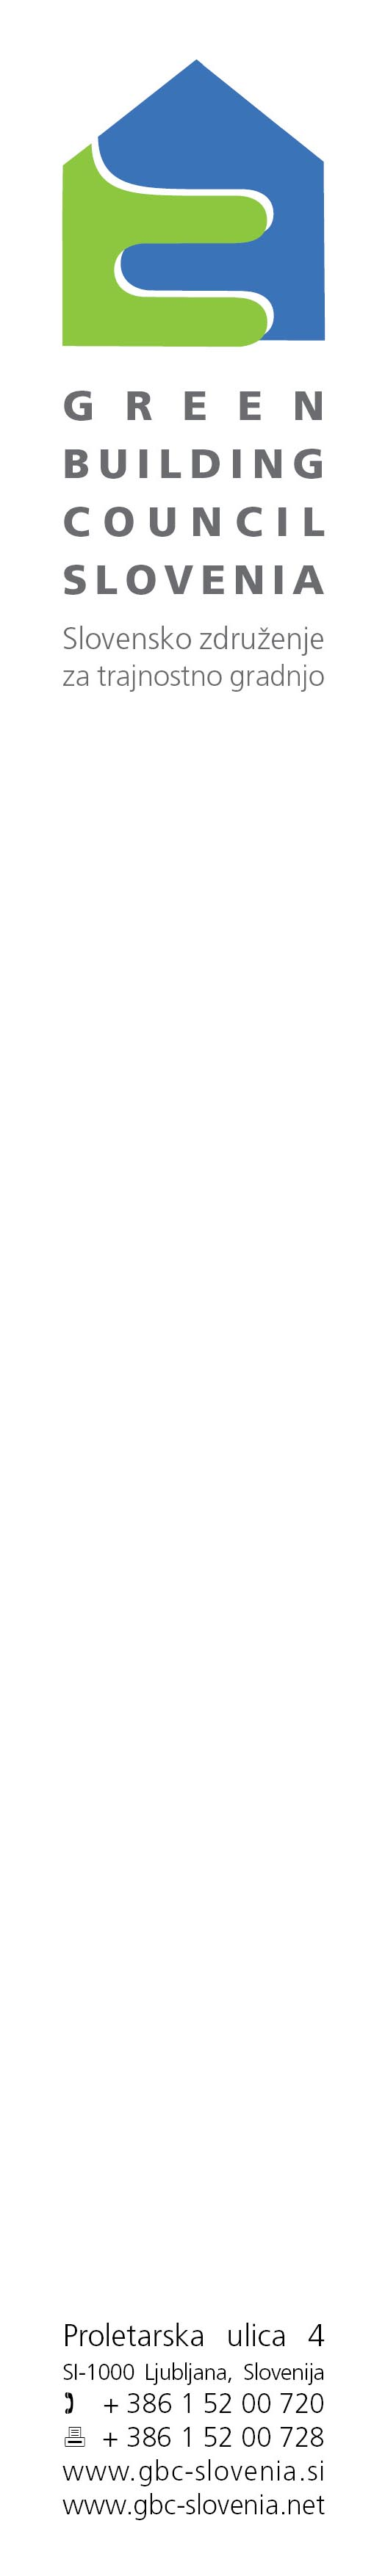 GREEN
BUILDING
COUNCIL
SLOVENIA
Slovensko združenje
za trajnostno gradnjo
Proletarska ulica 4
SI-1000 Ljubljana, Slovenija
+ 386 1 52 00 720
+ 386 1 52 00 728
www.gbc-slovenia.si
www.gbc-slovenia.net